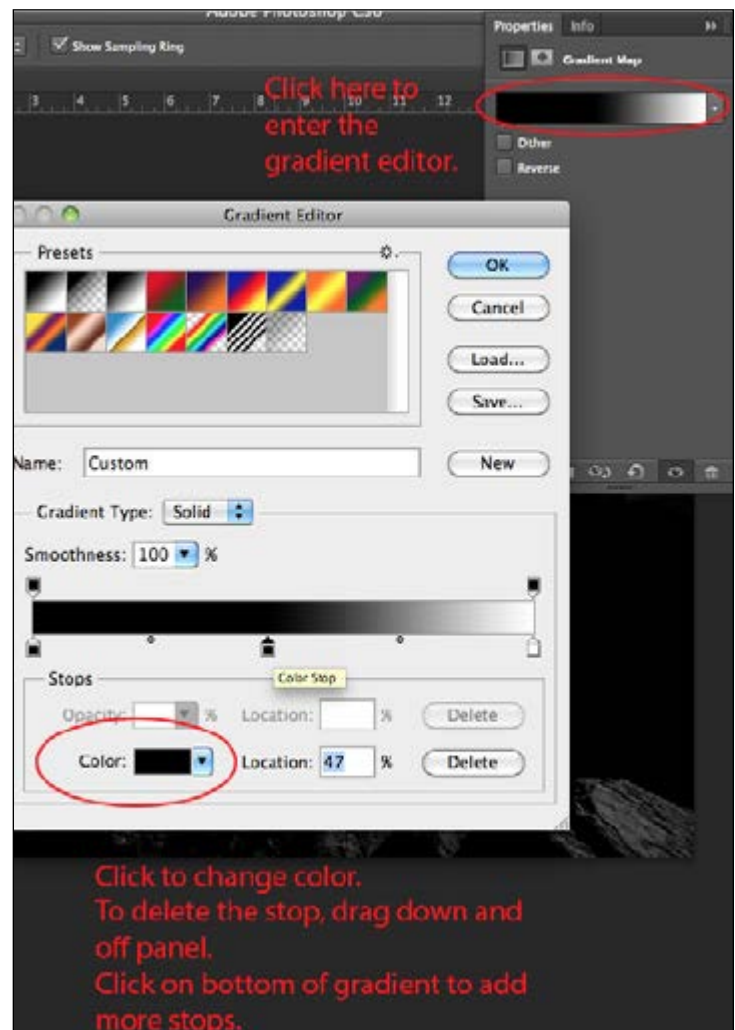 Adobe Photoshop CS6
Properties Info
Show Sampling Ring
Gradient Map
Click here to
3 4 5 6 7 8 9 10 11 12
enter the
gradient editor.
Dither
Reverse
Gradient Editor
Presets
OK
Cancel
Load...
Save...
Name: Custom
New
Gradient Type: Solid
Smoothness: 100 %
Stops
Color Stop
Opacity: % Location: % Delete
Color: Location: 47 % Delete
Click to change color.
To delete the stop, drag down and
off panel.
Click on bottom of gradient to add
more stops.